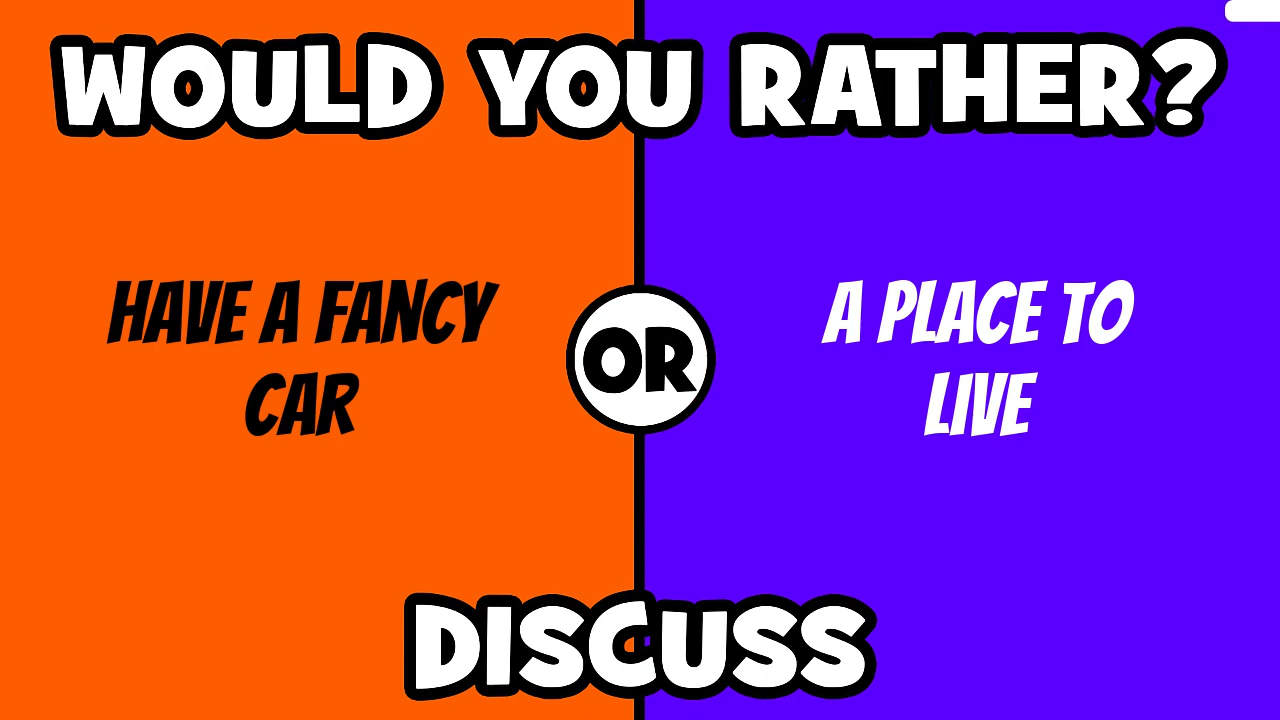 WOULD YOU RATHER?
HAVE A FANCY
CAR
OR
A PLACE TO
LIVE
DISCUSS